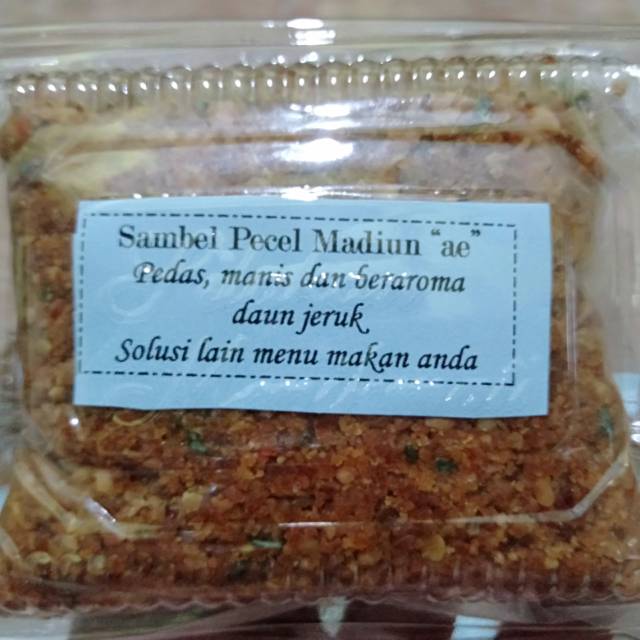 Sambel Pecel Madiun "ae"
Pedas, manis dan beraroma
daun jeruk
Solusi lain menu makan anda